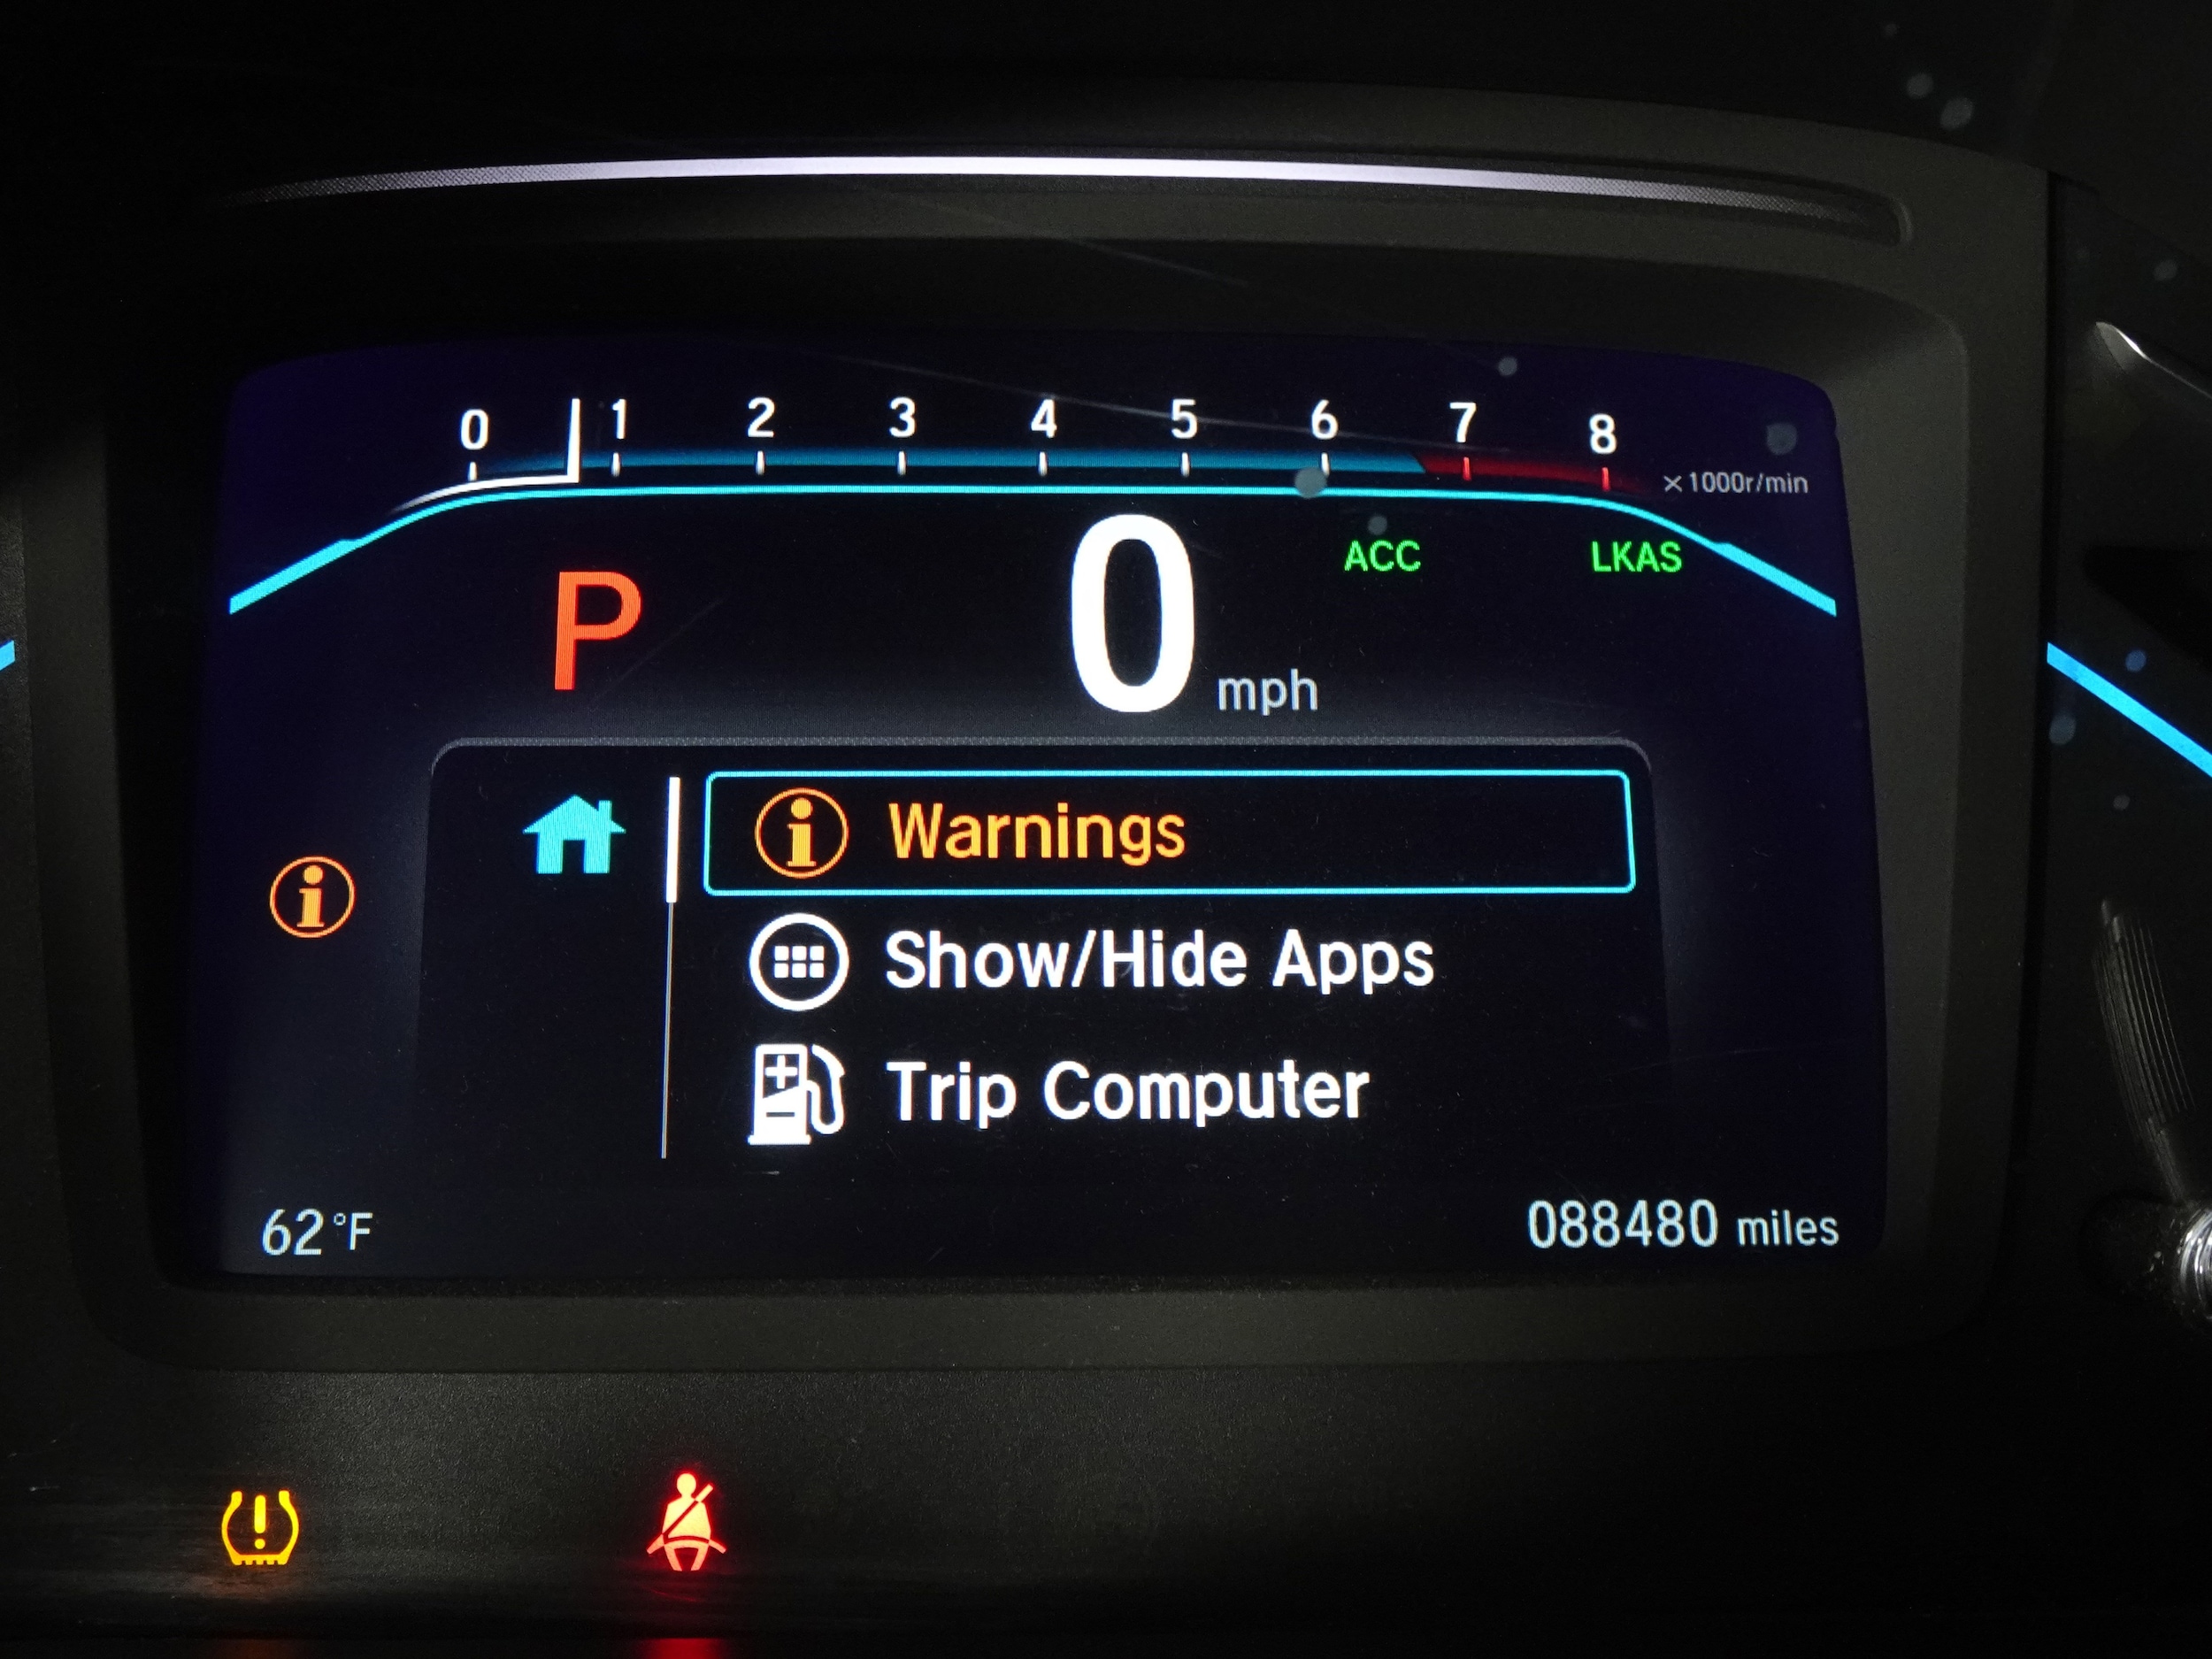 0 1 2 3 4 5 6 7 8
×1000r/min
P 0 mph ACC LKAS
i Warnings
i
Show/Hide Apps
Trip Computer
62°F 088480 miles
!